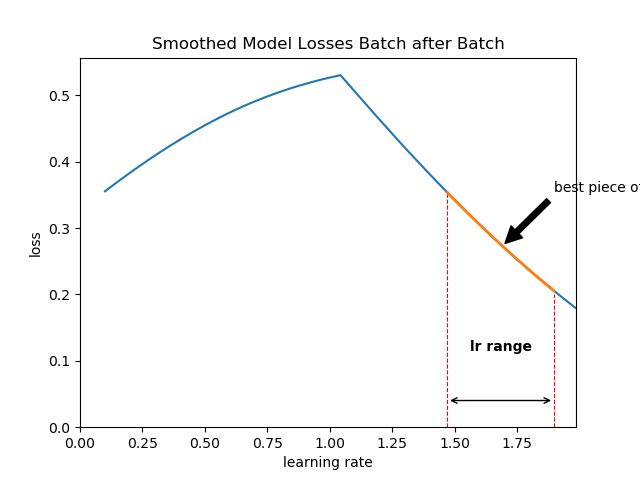 Smoothed Model Losses Batch after Batch
0.5
0.4
0.3
0.2
0.1
0.0
loss
best piece of
lr range
0.00 0.25 0.50 0.75 1.00 1.25 1.50 1.75
learning rate